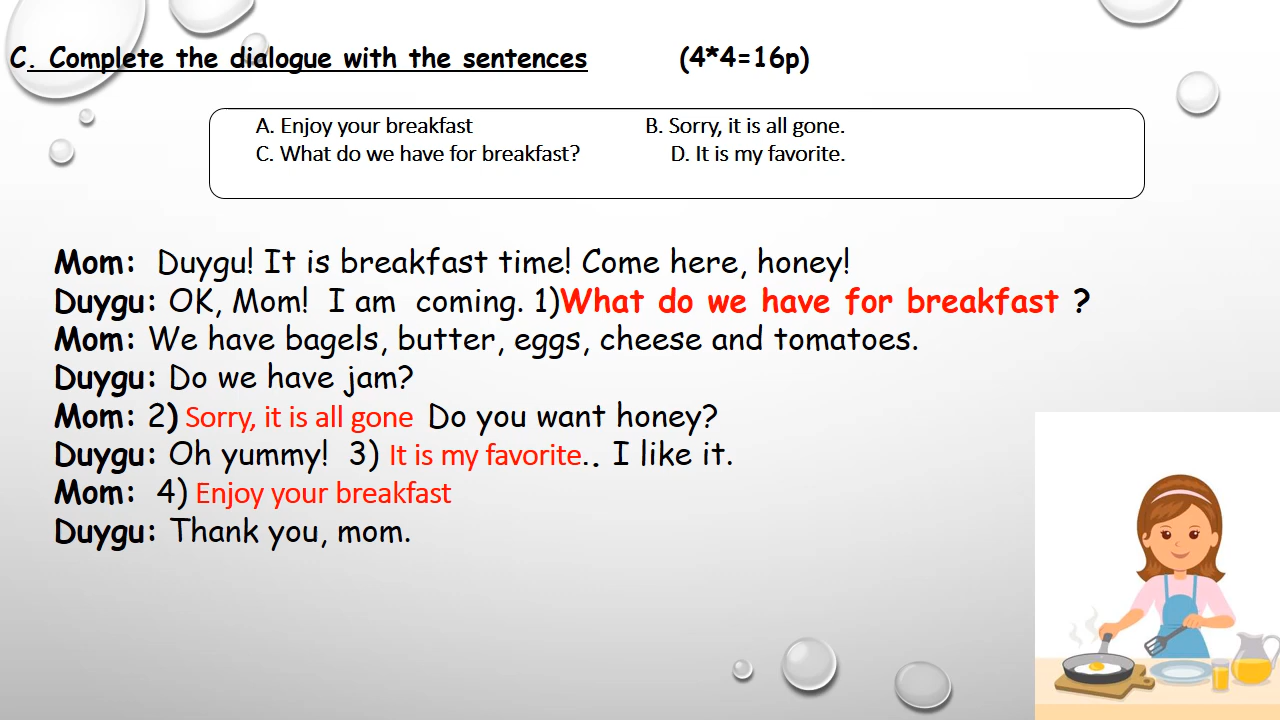 C. Complete the dialogue with the sentences (4*4=16p)
A. Enjoy your breakfast B. Sorry, it is all gone.
C. What do we have for breakfast? D. It is my favorite.
Mom: Duygu! It is breakfast time! Come here, honey!
Duygu: OK, Mom! I am coming. 1)What do we have for breakfast ?
Mom: We have bagels, butter, eggs, cheese and tomatoes.
Duygu: Do we have jam?
Mom: 2) Sorry, it is all gone Do you want honey?
Duygu: Oh yummy! 3) It is my favorite.. I like it.
Mom: 4) Enjoy your breakfast
Duygu: Thank you, mom.